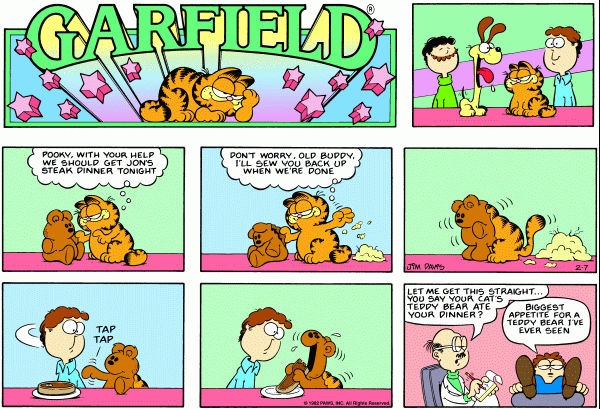 GARFIELD®
POOKY, WITH YOUR HELP
WE SHOULD GET JON'S
STEAK DINNER TONIGHT
DON'T WORRY, OLD BUDDY.
I'LL SEW YOU BACK UP
WHEN WE'RE DONE
JIM DAVIS
2-7
TAP
TAP
© 1982 PAWS, INC. All Rights Reserved.
LET ME GET THIS STRAIGHT...
YOU SAY YOUR CAT'S
TEDDY BEAR ATE
YOUR DINNER?
BIGGEST
APPETITE FOR A
TEDDY BEAR I'VE
EVER SEEN